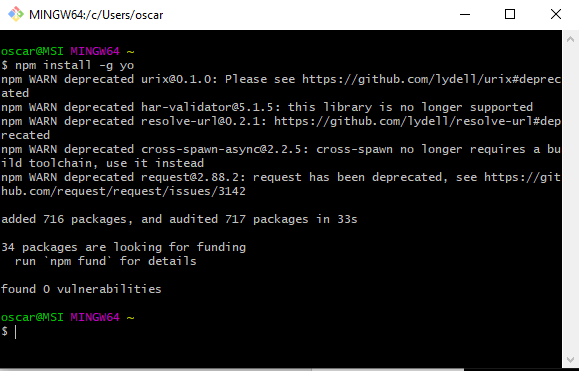 MINGW64:/c/Users/oscar
oscar@MSI MINGW64 ~
$ npm install -g yo
npm WARN deprecated urix@0.1.0: Please see https://github.com/lydell/urix#deprec
ated
npm WARN deprecated har-validator@5.1.5: this library is no longer supported
npm WARN deprecated resolve-url@0.2.1: https://github.com/lydell/resolve-url#dep
recated
npm WARN deprecated cross-spawn-async@2.2.5: cross-spawn no longer requires a bu
ild toolchain, use it instead
npm WARN deprecated request@2.88.2: request has been deprecated, see https://git
hub.com/request/request/issues/3142
added 716 packages, and audited 717 packages in 33s
34 packages are looking for funding
  run `npm fund` for details
found 0 vulnerabilities
oscar@MSI MINGW64 ~
$